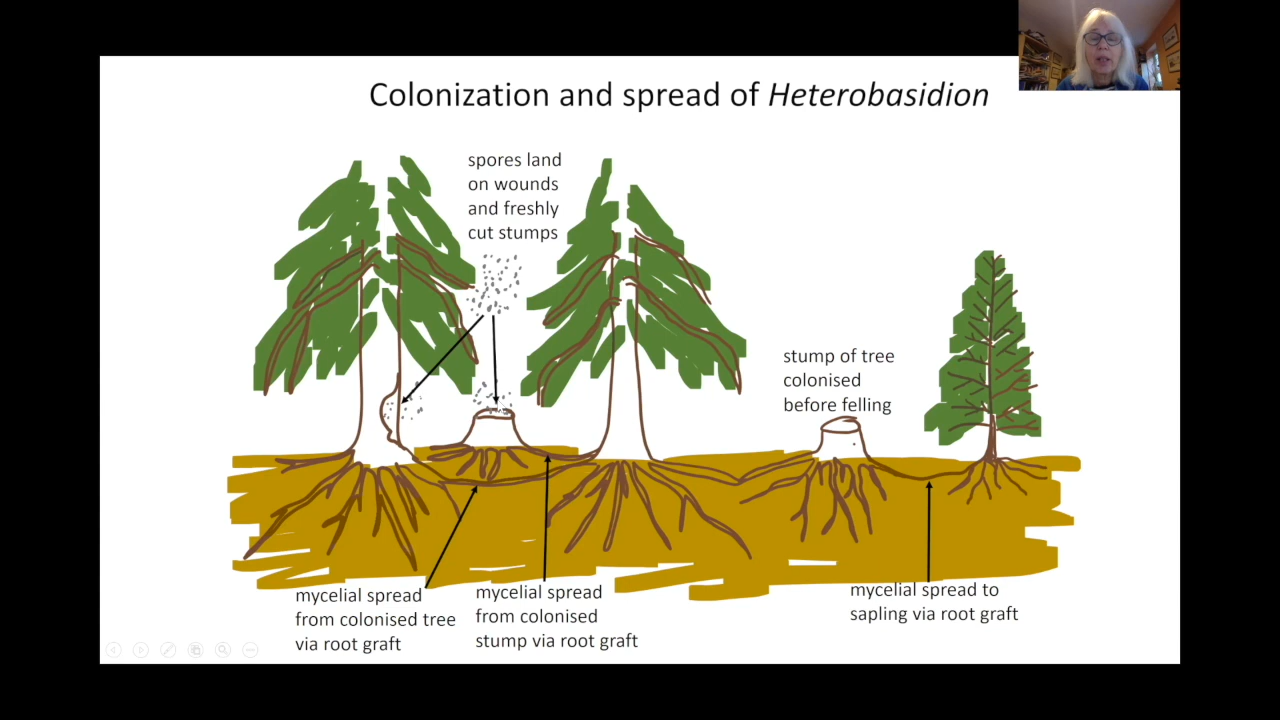 Colonization and spread of Heterobasidion
spores land
on wounds
and freshly
cut stumps
stump of tree
colonised
before felling
mycelial spread
from colonised tree
via root graft
mycelial spread
from colonised
stump via root graft
mycelial spread to
sapling via root graft